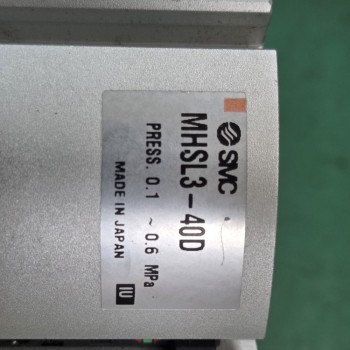 SMC
MHSL3-40D
PRESS. 0.1 ~ 0.6 MPa
MADE IN JAPAN